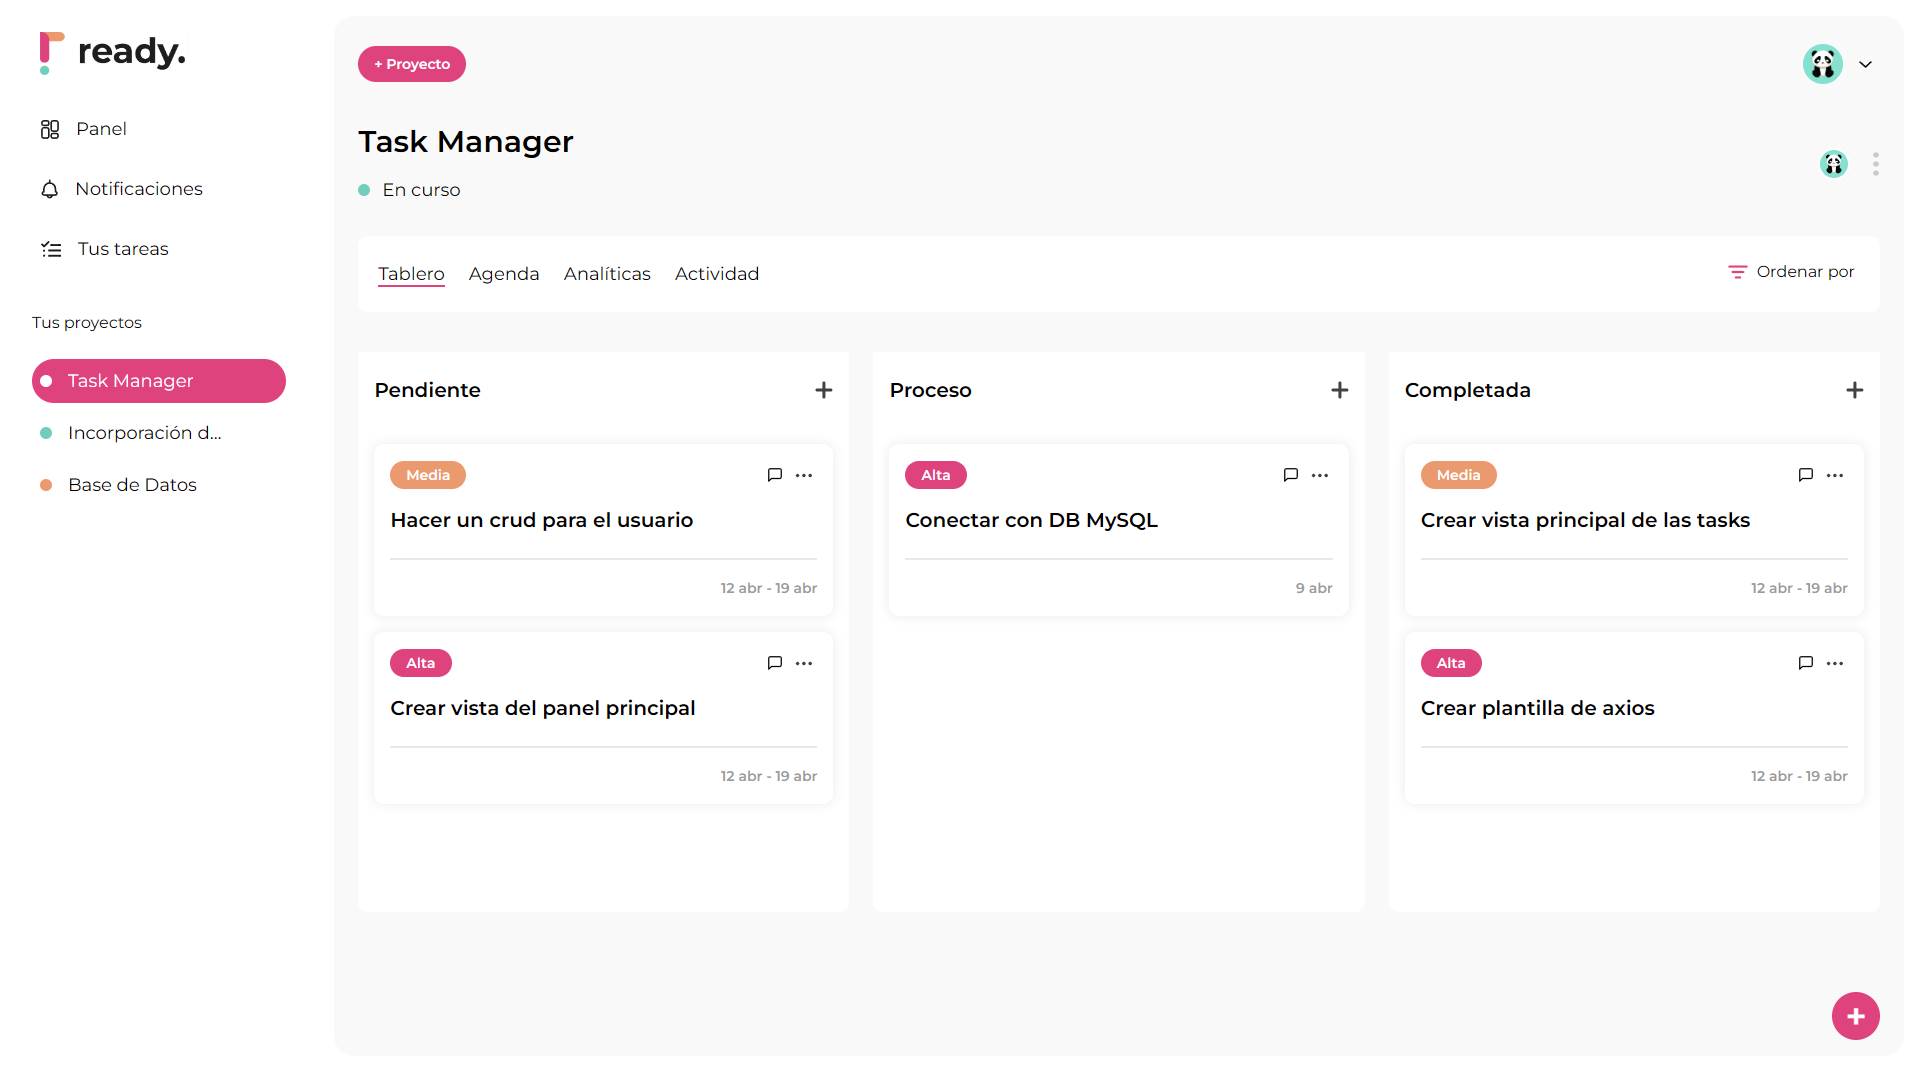 ready.
Panel
Notificaciones
Tus tareas
Tus proyectos
Task Manager
Incorporación d...
Base de Datos
+ Proyecto
Task Manager
En curso
Tablero Agenda Analíticas Actividad
Ordenar por
Pendiente
Media
Hacer un crud para el usuario
12 abr - 19 abr
Alta
Crear vista del panel principal
12 abr - 19 abr
Proceso
Alta
Conectar con DB MySQL
9 abr
Completada
Media
Crear vista principal de las tasks
12 abr - 19 abr
Alta
Crear plantilla de axios
12 abr - 19 abr